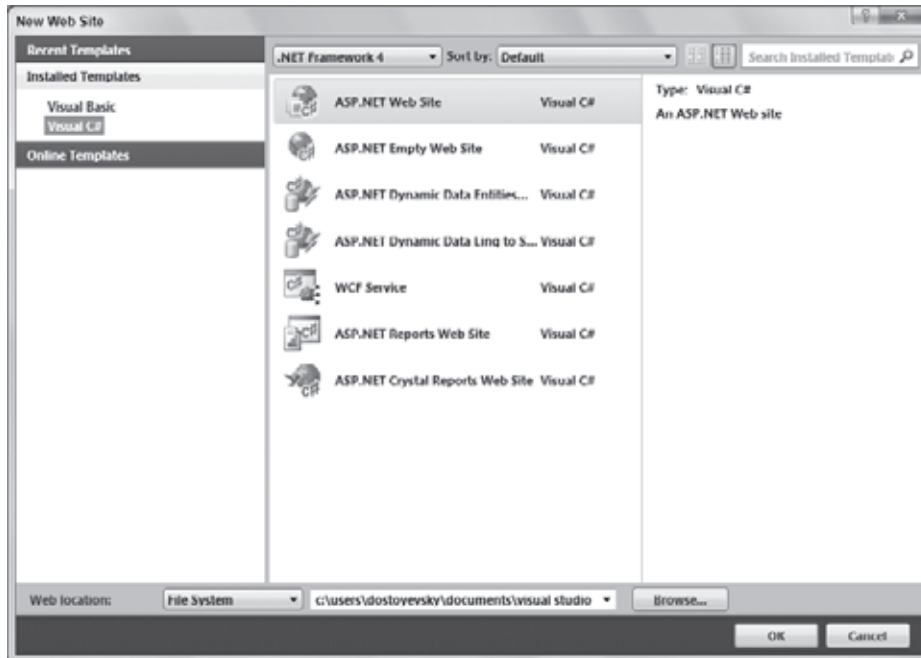 New Web Site
Recent Templates
Installed Templates
Visual Basic
Visual C#
Online Templates
.NET Framework 4
Sort by: Default
Search Installed Templat
ASP.NET Web Site Visual C#
ASP.NET Empty Web Site Visual C#
ASP.NET Dynamic Data Entities... Visual C#
ASP.NET Dynamic Data Linq to S... Visual C#
WCF Service Visual C#
ASP.NET Reports Web Site Visual C#
ASP.NET Crystal Reports Web Site Visual C#
Type: Visual C#
An ASP.NET Web site
Web location: File System c:\users\dostoyevsky\documents\visual studio Browse...
OK Cancel